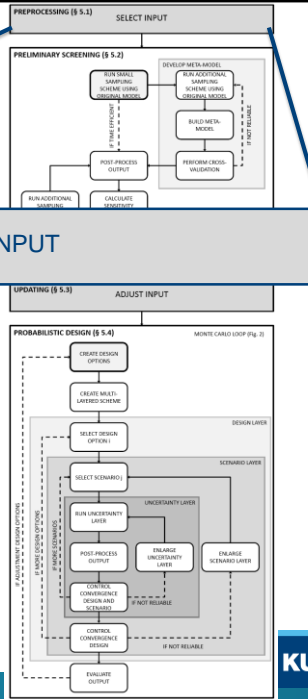 PREPROCESSING (§ 5.1)
SELECT INPUT
PRELIMINARY SCREENING (§ 5.2)
DEVELOP META-MODEL
RUN SMALL
SAMPLING
SCHEME USING
ORIGINAL MODEL
RUN ADDITIONAL
SAMPLING
SCHEME USING
ORIGINAL MODEL
IF TIME EFFICIENT
BUILD META-
MODEL
IF NOT RELIABLE
POST-PROCESS
OUTPUT
PERFORM CROSS-
VALIDATION
RUN ADDITIONAL
SAMPLING
CALCULATE
SENSITIVITY
NPUT
UPDATING (§ 5.3)
ADJUST INPUT
PROBABILISTIC DESIGN (§ 5.4)
MONTE CARLO LOOP (Fig. 2)
CREATE DESIGN
OPTIONS
CREATE MULTI-
LAYERED SCHEME
DESIGN LAYER
SELECT DESIGN
OPTION i
SCENARIO LAYER
SELECT SCENARIO j
UNCERTAINTY LAYER
RUN UNCERTAINTY
LAYER
IF ADJUSTMENT DESIGN OPTIONS
IF MORE DESIGN OPTIONS
IF MORE SCENARIOS
POST-PROCESS
OUTPUT
ENLARGE
UNCERTAINTY
LAYER
ENLARGE
SCENARIO LAYER
CONTROL
CONVERGENCE
DESIGN AND
SCENARIO
IF NOT RELIABLE
CONTROL
CONVERGENCE
DESIGN
IF NOT RELIABLE
EVALUATE
OUTPUT
KU